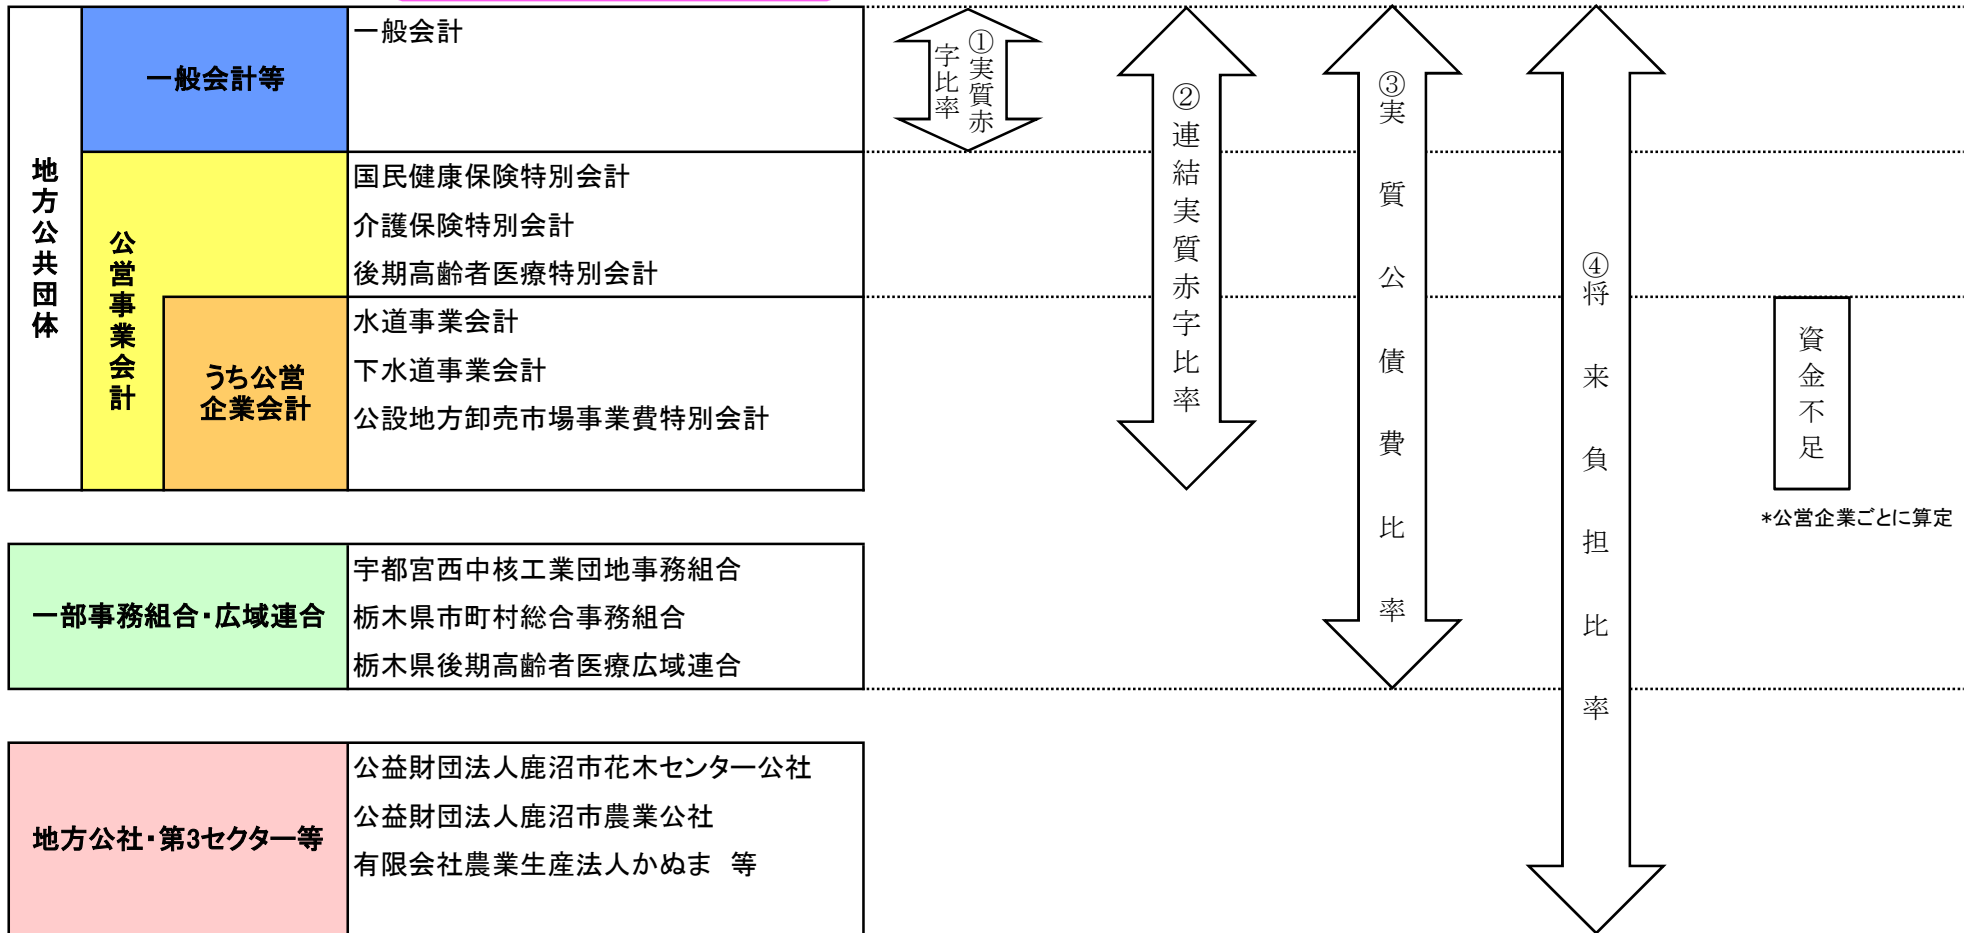 地方公共団体
一般会計等
一般会計
公営事業会計
国民健康保険特別会計
介護保険特別会計
後期高齢者医療特別会計
うち公営
企業会計
水道事業会計
下水道事業会計
公設地方卸売市場事業費特別会計
一部事務組合・広域連合
宇都宮西中核工業団地事務組合
栃木県市町村総合事務組合
栃木県後期高齢者医療広域連合
地方公社・第3セクター等
公益財団法人鹿沼市花木センター公社
公益財団法人鹿沼市農業公社
有限会社農業生産法人かぬま 等
①実質赤
字比率
②連結実質赤字比率
③実質公債費比率
④将来負担比率
資金不足
*公営企業ごとに算定